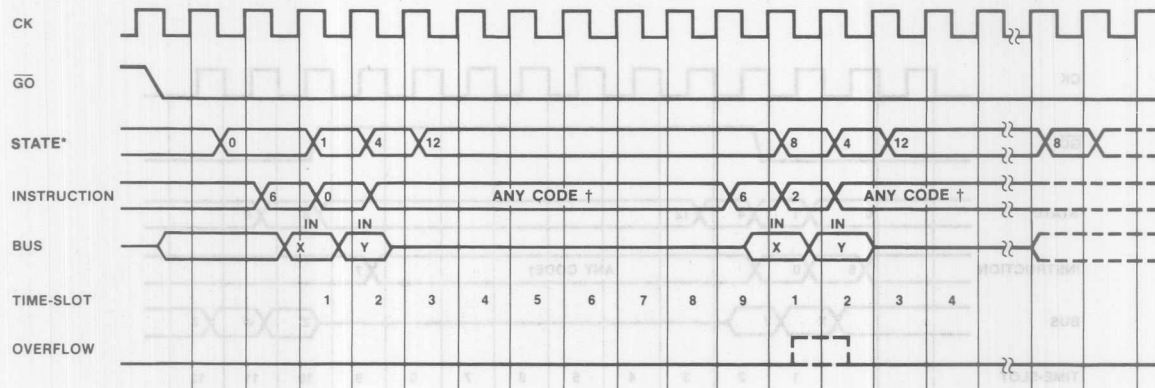 CK
GO
STATE* 0 1 4 12 8 4 12 8
INSTRUCTION 6 0 ANY CODE † 6 2 ANY CODE †
IN IN IN IN
BUS X Y X Y
TIME-SLOT 1 2 3 4 5 6 7 8 9 1 2 3 4
OVERFLOW